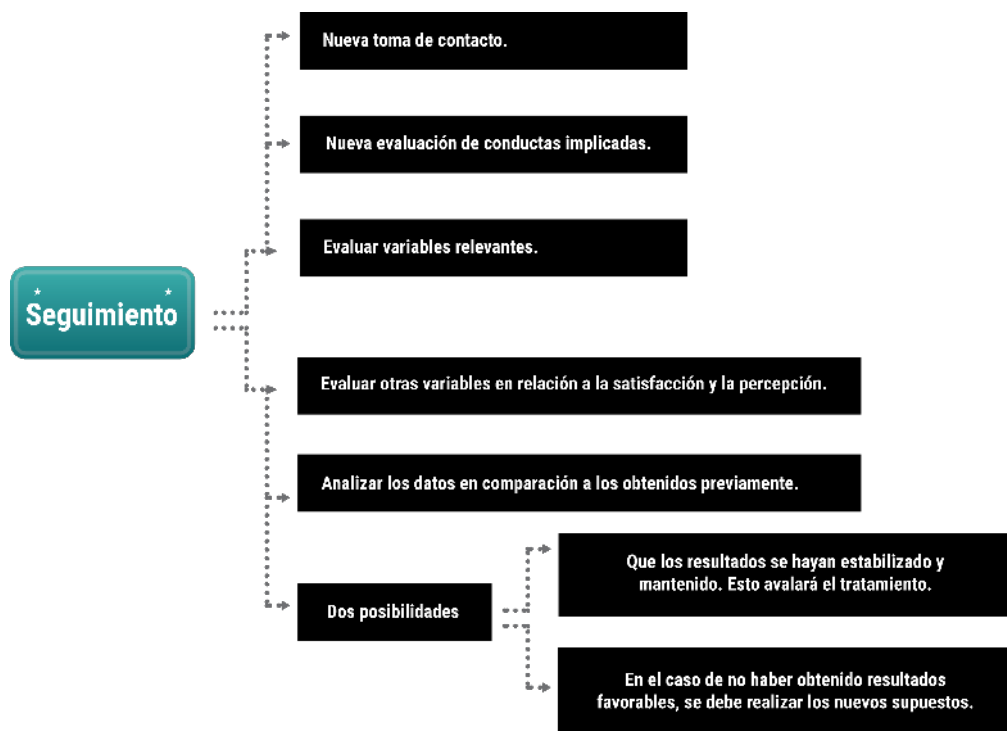 Seguimiento
Nueva toma de contacto.
Nueva evaluación de conductas implicadas.
Evaluar variables relevantes.
Evaluar otras variables en relación a la satisfacción y la percepción.
Analizar los datos en comparación a los obtenidos previamente.
Dos posibilidades
Que los resultados se hayan estabilizado y
mantenido. Esto avalará el tratamiento.
En el caso de no haber obtenido resultados
favorables, se debe realizar los nuevos supuestos.